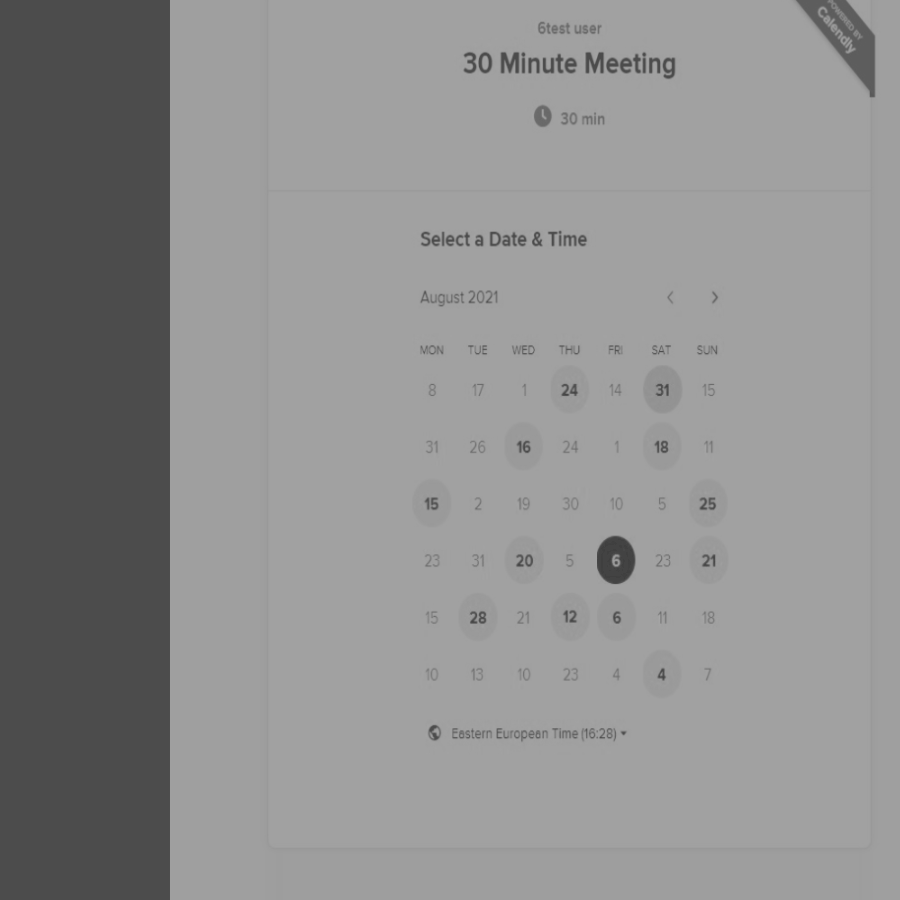 6test user
POWERED BY
Calendly
30 Minute Meeting
30 min
Select a Date & Time
August 2021
MON TUE WED THU FRI SAT SUN
8 17 1 24 14 31 15
31 26 16 24 1 18 11
15 2 19 30 10 5 25
23 31 20 5 6 23 21
15 28 21 12 6 11 18
10 13 10 23 4 4 7
Eastern European Time (16:28)